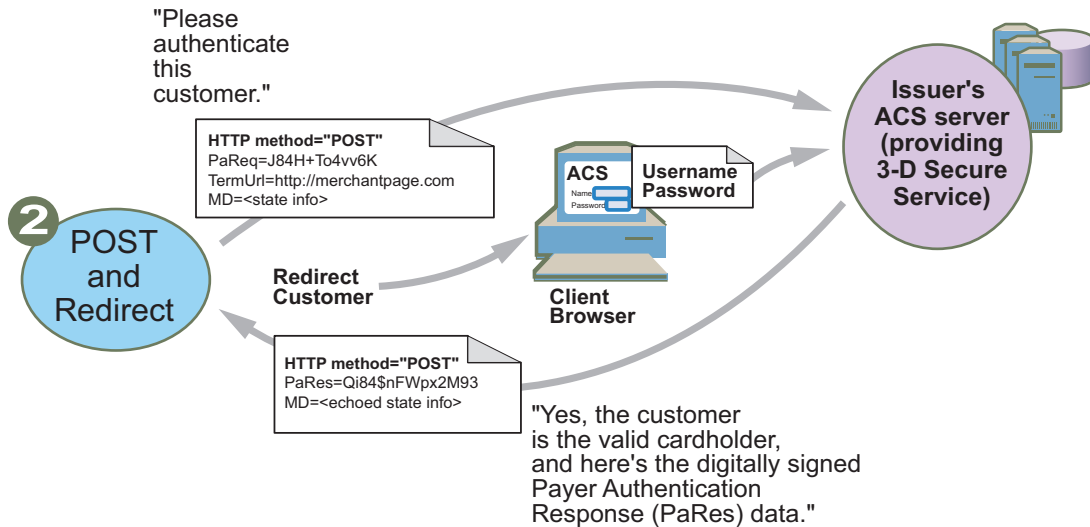 "Please
authenticate
this
customer."
HTTP method="POST"
PaReq=J84H+To4vv6K
TermUrl=http://merchantpage.com
MD=<state info>
Issuer's
ACS server
(providing
3-D Secure
Service)
ACS
Name
Password
Username
Password
2
POST
and
Redirect
Redirect
Customer
Client
Browser
HTTP method="POST"
PaRes=Qi84$nFWpx2M93
MD=<echoed state info>
"Yes, the customer
is the valid cardholder,
and here's the digitally signed
Payer Authentication
Response (PaRes) data."